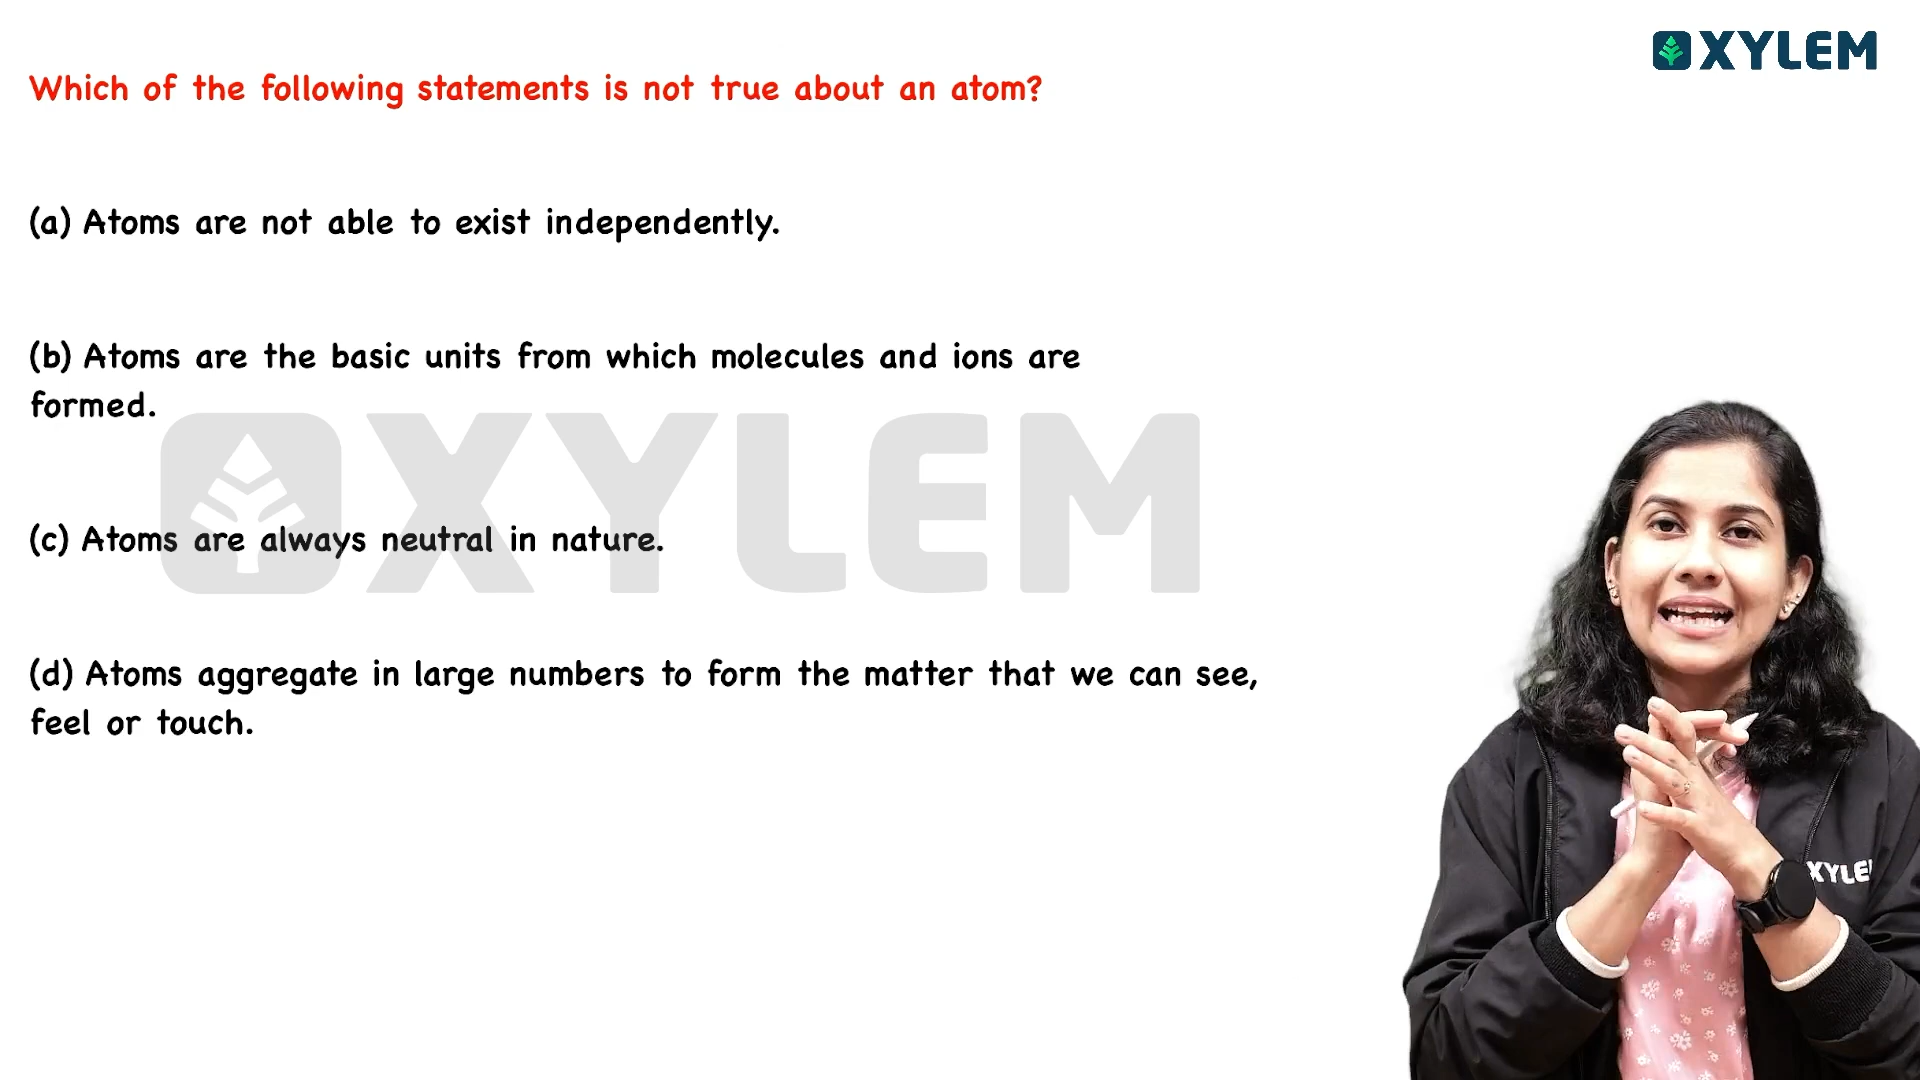 XYLEM
Which of the following statements is not true about an atom?
(a) Atoms are not able to exist independently.
(b) Atoms are the basic units from which molecules and ions are
formed.
XYLEM
(c) Atoms are always neutral in nature.
(d) Atoms aggregate in large numbers to form the matter that we can see,
feel or touch.
XYLE